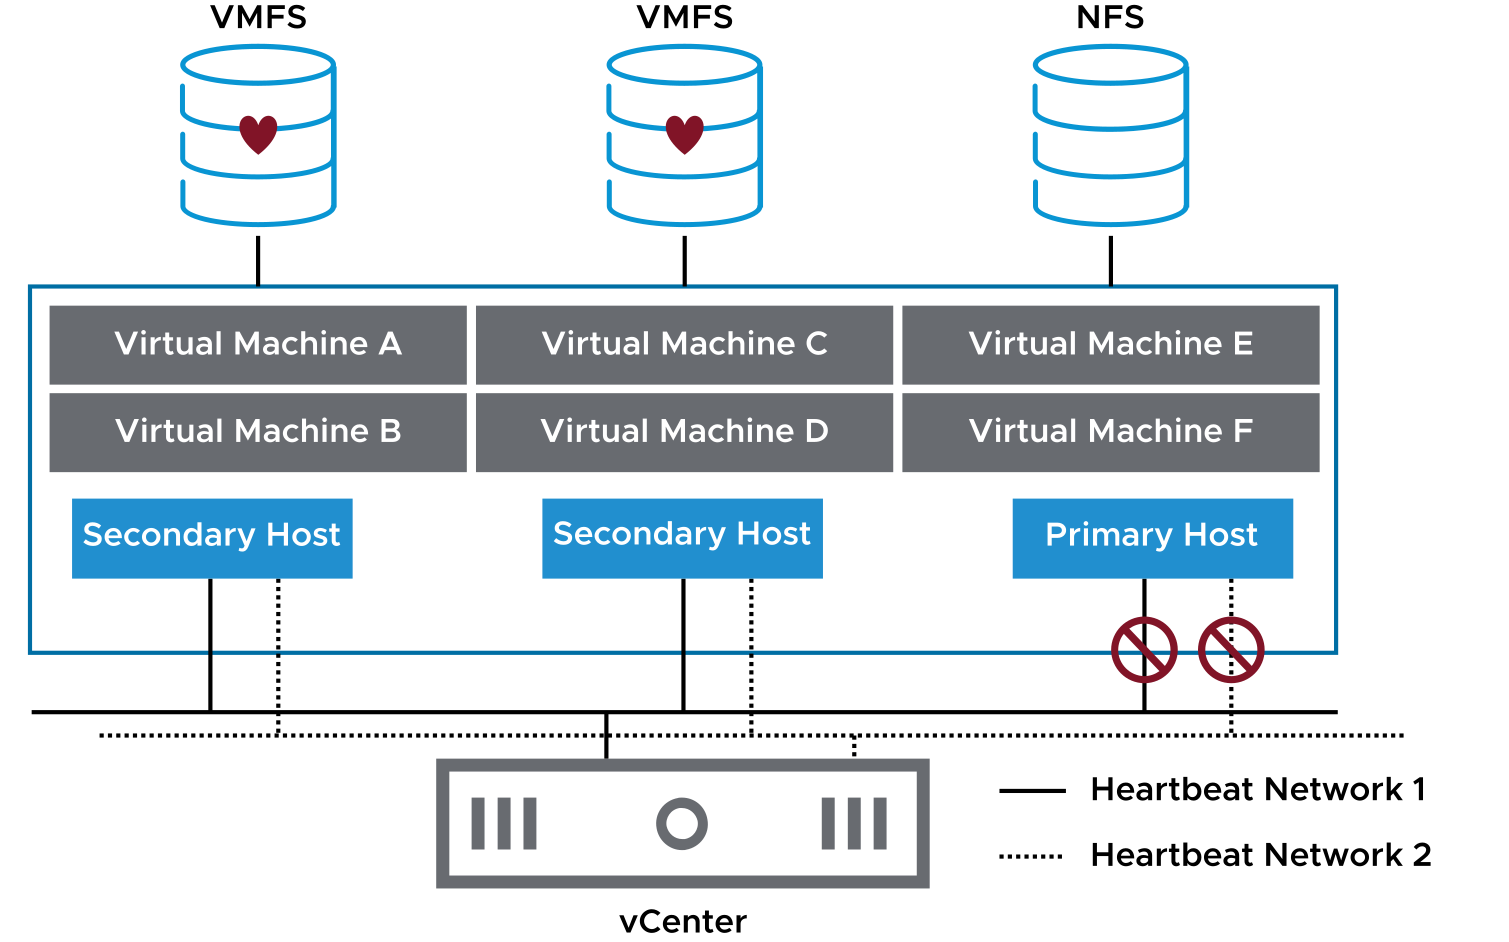 VMFS
VMFS
NFS
Virtual Machine A
Virtual Machine C
Virtual Machine E
Virtual Machine B
Virtual Machine D
Virtual Machine F
Secondary Host
Secondary Host
Primary Host
Heartbeat Network 1
Heartbeat Network 2
vCenter